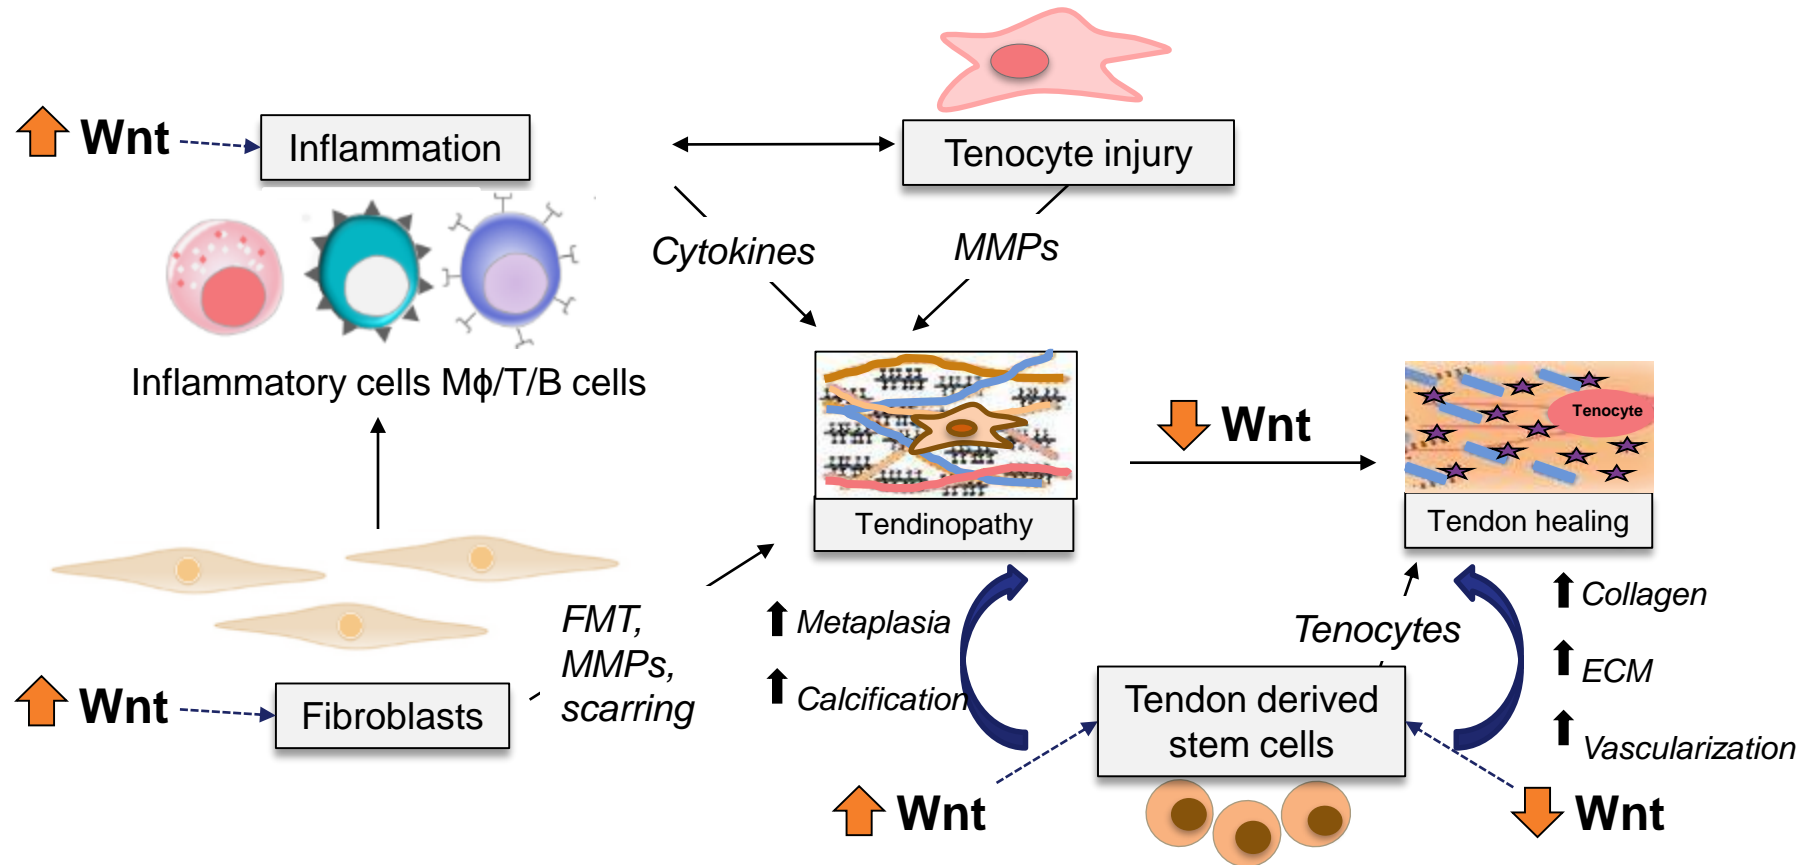 Wnt
Inflammation
Tenocyte injury
Cytokines
MMPs
Inflammatory cells Mϕ/T/B cells
Wnt
Tenocyte
Tendinopathy
Tendon healing
FMT,
MMPs,
scarring
Metaplasia
Calcification
Tenocytes
Collagen
ECM
Vascularization
Wnt
Fibroblasts
Tendon derived
stem cells
Wnt
Wnt